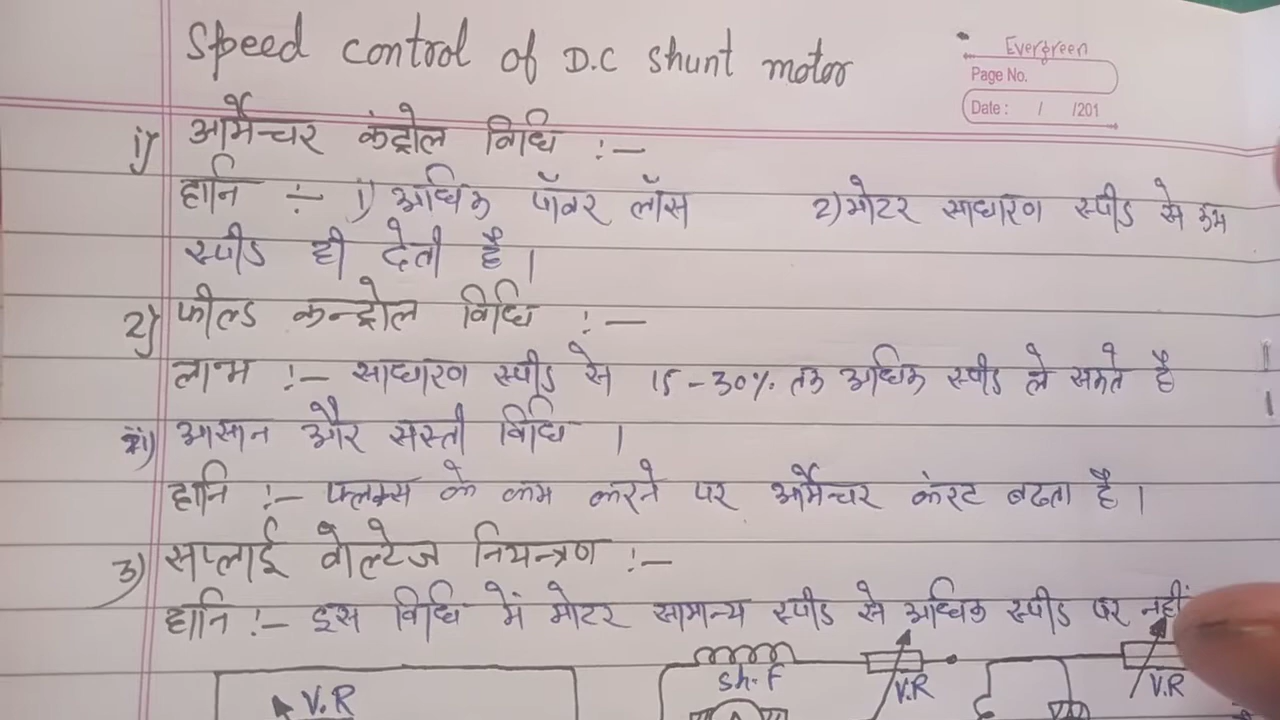 Speed control of D.C shunt motor
Evergreen
Page No.
Date : / /201
i) आर्मेच्चर कंट्रोल विधि :-
हानि :- 1) अधिक पॉवर लॉस 2) मोटर साधारण स्पीड से कम
स्पीड ही देती है।
2) फील्ड कन्ट्रोल विधि :-
लाभ :- साधारण स्पीड से 15-30% तक अधिक स्पीड ले सकते है
ii) आसान और सस्ती विधि ।
हानि :- फ्लक्स के कम करने पर आर्मेच्चर करंट बढता है ।
3) सप्लाई वोल्टेज नियन्त्रण :-
हानि :- इस विधि में मोटर सामान्य स्पीड से अधिक स्पीड पर नहीं
V.R
Sh.F
A
V.R
V.R